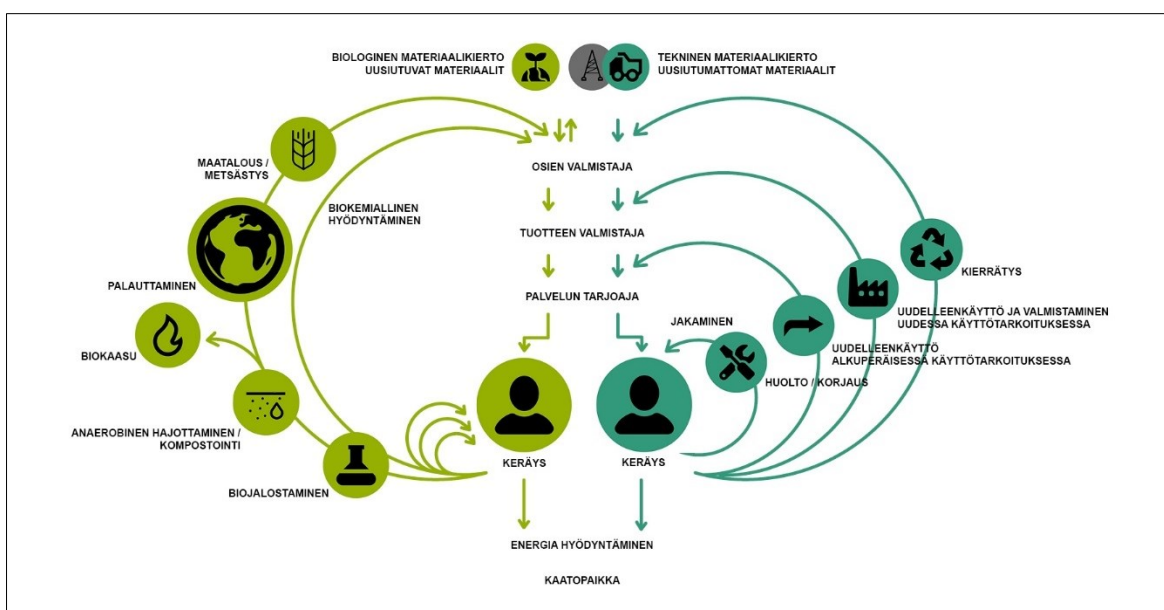 BIOLOGINEN MATERIAALIKIERTO
UUSIUTUVAT MATERIAALIT
TEKNINEN MATERIAALIKIERTO
UUSIUTUMATTOMAT MATERIAALIT
MAATALOUS /
METSÄSTYS
OSIEN VALMISTAJA
BIOKEMIALLINEN
HYÖDYNTÄMINEN
TUOTTEEN VALMISTAJA
KIERRÄTYS
PALAUTTAMINEN
PALVELUN TARJOAJA
UUDELLEENKÄYTTÖ JA VALMISTAMINEN
UUDESSA KÄYTTÖTARKOITUKSESSA
JAKAMINEN
BIOKAASU
UUDELLEENKÄYTTÖ
ALKUPERÄISESSÄ KÄYTTÖTARKOITUKSESSA
HUOLTO / KORJAUS
ANAEROBINEN HAJOTTAMINEN /
KOMPOSTOINTI
KERÄYS
KERÄYS
BIOJALOSTAMINEN
ENERGIA HYÖDYNTÄMINEN
KAATOPAIKKA